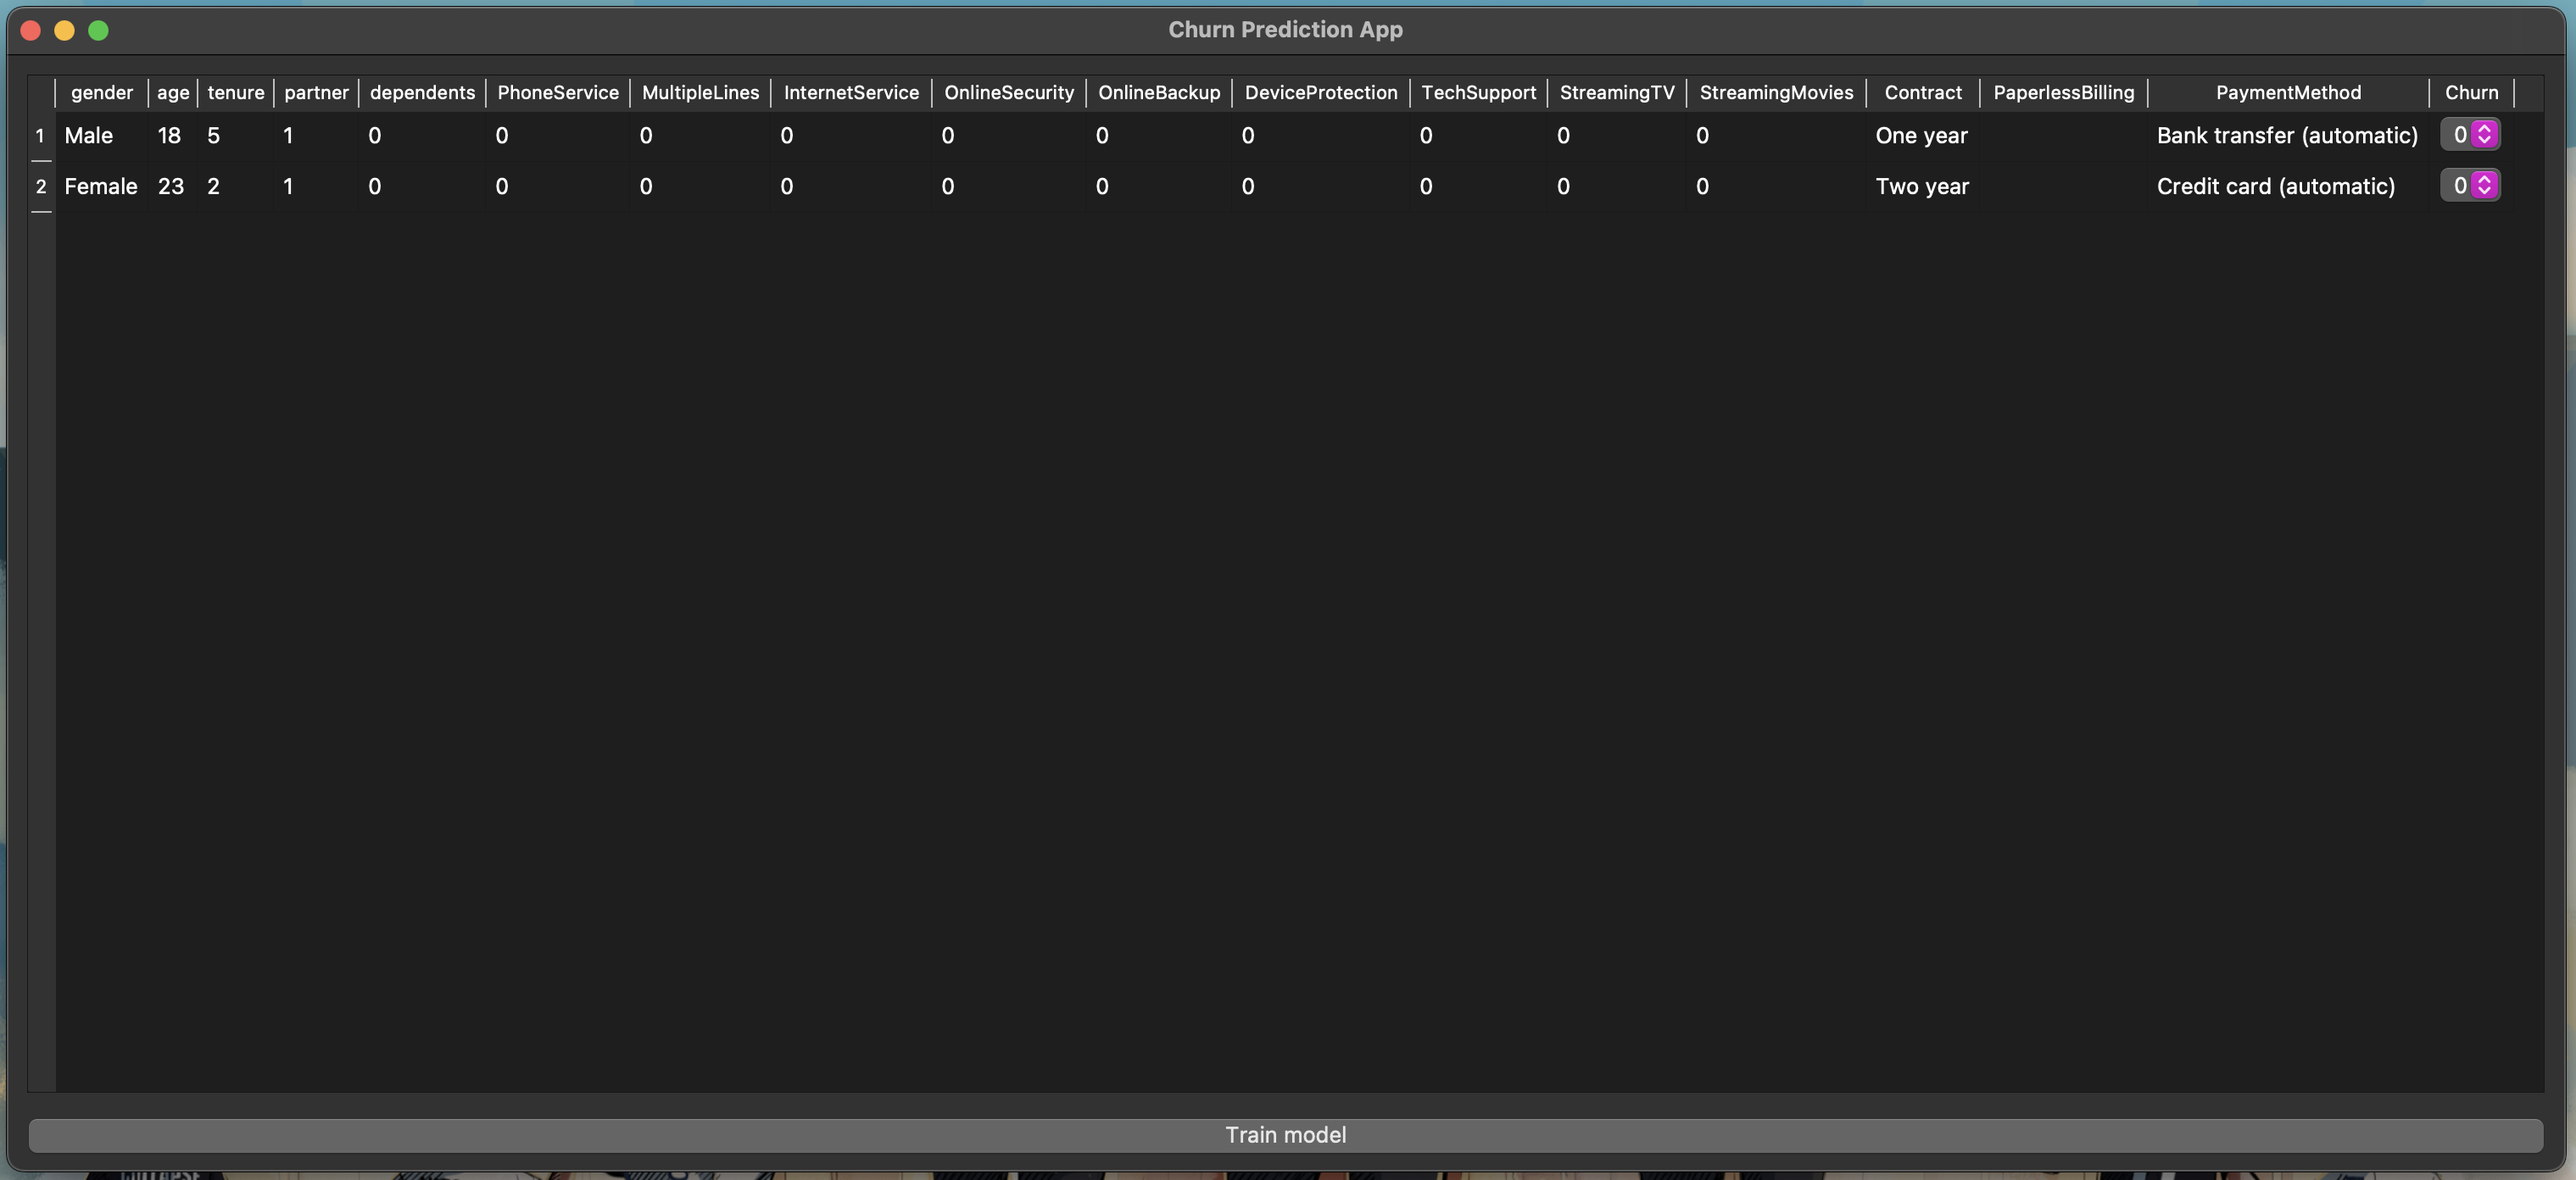 Churn Prediction App
gender age tenure partner dependents PhoneService MultipleLines InternetService OnlineSecurity OnlineBackup DeviceProtection TechSupport StreamingTV StreamingMovies Contract PaperlessBilling PaymentMethod Churn
1 Male 18 5 1 0 0 0 0 0 0 0 0 0 0 One year Bank transfer (automatic) 0
2 Female 23 2 1 0 0 0 0 0 0 0 0 0 0 Two year Credit card (automatic) 0
Train model